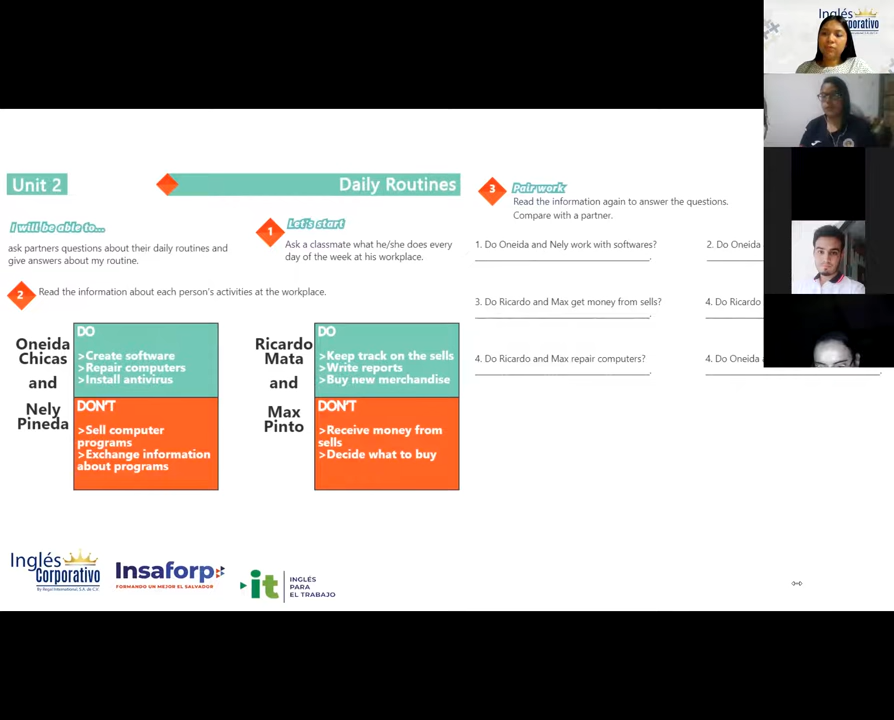 Inglés
Corporativo
Unit 2
Daily Routines
I will be able to...
ask partners questions about their daily routines and
give answers about my routine.
1
Let's start
Ask a classmate what he/she does every
day of the week at his workplace.
2
Read the information about each person's activities at the workplace.
Oneida
Chicas
and
Nely
Pineda
DO
>Create software
>Repair computers
>Install antivirus
DON'T
>Sell computer
programs
>Exchange information
about programs
Ricardo
Mata
and
Max
Pinto
DO
>Keep track on the sells
>Write reports
>Buy new merchandise
DON'T
>Receive money from
sells
>Decide what to buy
3
Pair work
Read the information again to answer the questions.
Compare with a partner.
1. Do Oneida and Nely work with softwares?
2. Do Oneida
3. Do Ricardo and Max get money from sells?
4. Do Ricardo
4. Do Ricardo and Max repair computers?
4. Do Oneida
Inglés
Corporativo
Insaforp
FORMANDO UN MEJOR EL SALVADOR
it
INGLÉS
PARA
EL TRABAJO